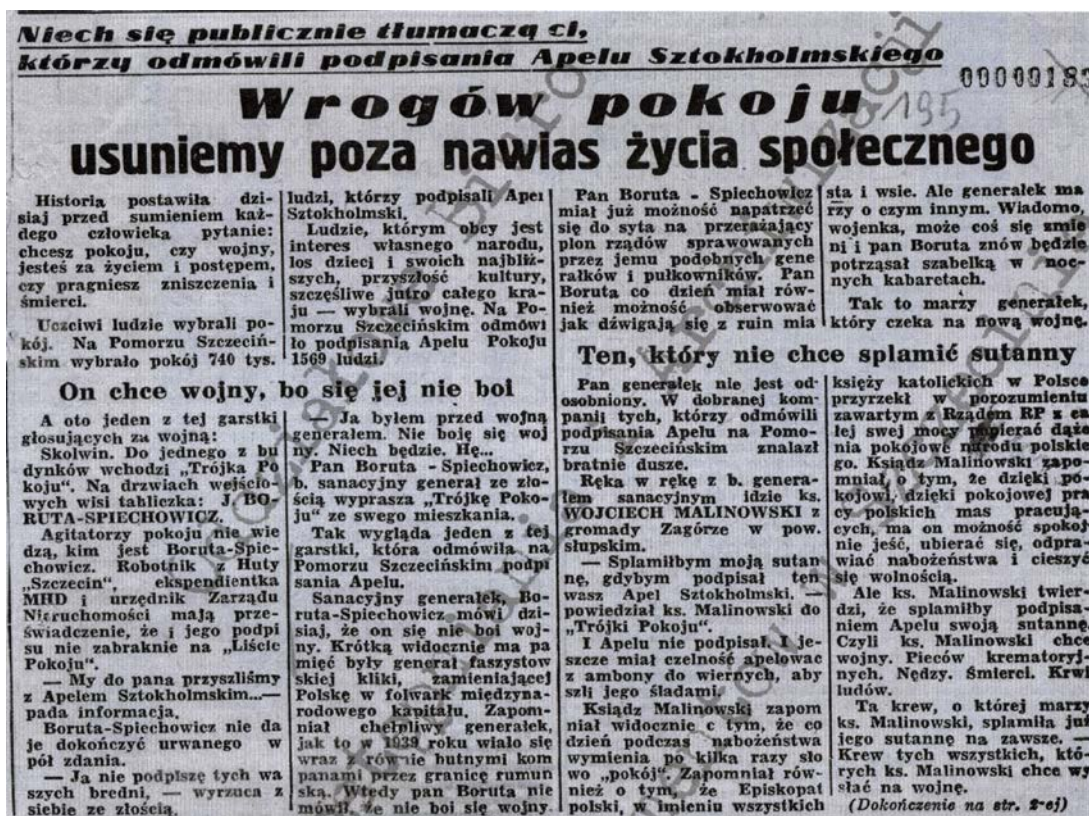 Niech się publicznie tłumaczą ci,
którzy odmówili podpisania Apelu Sztokholmskiego
00000183
195
Wrogów pokoju
usuniemy poza nawias życia społecznego
Historia postawiła dzi-
siaj przed sumieniem każ-
dego człowieka pytanie:
chcesz pokoju, czy wojny,
jesteś za życiem i postępem,
czy pragniesz zniszczenia i
śmierci.
Uczciwi ludzie wybrali po-
kój. Na Pomorzu Szczeciń-
skim wybrało pokój 740 tys.
ludzi, którzy podpisali Apel
Sztokholmski.
Ludzie, którym obcy jest
interes własnego narodu,
los dzieci i swoich najbliż-
szych, przyszłość kultury,
szczęśliwe jutro całego kra-
ju — wybrali wojnę. Na Po-
morzu Szczecińskim odmówi
ło podpisania Apelu Pokoju
1569 ludzi.
On chce wojny, bo się jej nie boi
A oto jeden z tej garstki
głosujących za wojną:
Skolwin. Do jednego z bu
dynków wchodzi „Trójka Po
koju". Na drzwiach wejścio-
wych wisi tabliczka: J. BO-
RUTA-SPIECHOWICZ.
Agitatorzy pokoju nie wie
dzą, kim jest Boruta-Spie-
chowicz. Robotnik z Huty
„Szczecin", ekspendientka
MHD i urzędnik Zarządu
Nieruchomości mają prze-
świadczenie, że i jego podpi
su nie zabraknie na „Liście
Pokoju".
— My do pana przyszliśmy
z Apelem Sztokholmskim...—
pada informacja.
Boruta-Spiechowicz nie da
je dokończyć urwanego w
pół zdania.
— Ja nie podpiszę tych wa
szych bredni, — wyrzuca z
siebie ze złością.
— Ja byłem przed wojną
generałem. Nie boję się woj
ny. Niech będzie. Hę...
Pan Boruta - Spiechowicz,
b. sanacyjny generał ze zło-
ścią wyprasza „Trójkę Poko-
ju" ze swego mieszkania.
Tak wygląda jeden z tej
garstki, która odmówiła na
Pomorzu Szczecińskim podpi
sania Apelu.
Sanacyjny generałek, Bo-
ruta-Spiechowicz mówi dzi-
siaj, że on się nie boi woj-
ny. Krótką widocznie ma pa
mięć były generał faszystow
skiej kliki, zamieniającej
Polskę w folwark międzyna-
rodowego kapitału. Zapom-
niał chełpliwy generałek,
jak to w 1939 roku wiało się
wraz z równie butnymi kom
panami przez granicę rumuń
ską. Wtedy pan Boruta nie
mówił, że nie boi się wojny.
Pan Boruta - Spiechowicz
miał już możność napatrzeć
się do syta na przerażający
plon rządów sprawowanych
przez jemu podobnych gene
rałków i pułkowników. Pan
Boruta co dzień miał rów-
nież możność obserwować
jak dźwigają się z ruin mia
sta i wsie. Ale generałek ma
rzy o czym innym. Wiadomo,
wojenka, może coś się zmie
ni i pan Boruta znów będzie
potrząsał szabelką w noc-
nych kabaretach.
Tak to marzy generałek,
który czeka na nową wojnę.
Ten, który nie chce splamić sutanny
Pan generałek nie jest od-
osobniony. W dobranej kom-
panii tych, którzy odmówili
podpisania Apelu na Pomo-
rzu Szczecińskim znalazł
bratnie dusze.
Ręka w rękę z b. genera-
łem sanacyjnym idzie ks.
WOJCIECH MALINOWSKI z
gromady Zagórze w pow.
słupskim.
— Splamiłbym moją sutan
nę, gdybym podpisał ten
wasz Apel Sztokholmski. —
powiedział ks. Malinowski do
„Trójki Pokoju".
I Apelu nie podpisał. I je-
szcze miał czelność apelować
z ambony do wiernych, aby
szli jego śladami.
Ksiądz Malinowski zapom
niał widocznie o tym, że co
dzień podczas nabożeństwa
wymienia po kilka razy sło
wo „pokój". Zapomniał rów-
nież o tym, że Episkopat
polski, w imieniu wszystkich
księży katolickich w Polsce
przyrzekł w porozumieniu
zawartym z Rządem RP z ca
łej swej mocy popierać dąże
nia pokojowe narodu polskie
go. Ksiądz Malinowski zapo
mniał o tym, że dzięki po-
kojowi, dzięki pokojowej pra
cy polskich mas pracują-
cych, ma on możność spokoj
nie jeść, ubierać się, odpra-
wiać nabożeństwa i cieszyć
się wolnością.
Ale ks. Malinowski twier-
dzi, że splamiłby podpisa-
niem Apelu swoją sutannę.
Czyli ks. Malinowski chce
wojny. Pieców krematoryj-
nych. Nędzy. Śmierci. Krwi
ludów.
Ta krew, o której marzy
ks. Malinowski, splamiła już
jego sutannę na zawsze. —
Krew tych wszystkich, któ-
rych ks. Malinowski chce wy
słać na wojnę.
(Dokończenie na str. 2-ej)